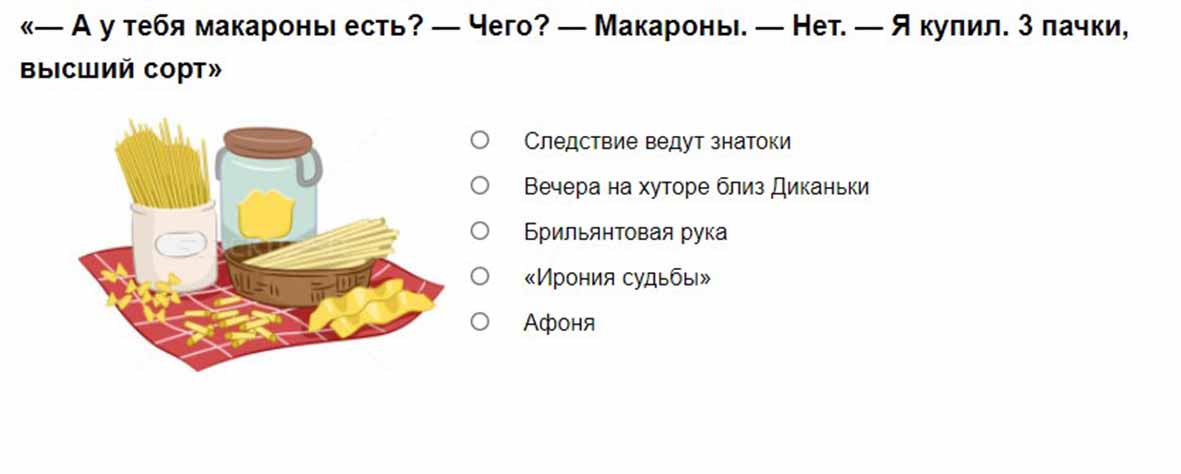 «— А у тебя макароны есть? — Чего? — Макароны. — Нет. — Я купил. 3 пачки,
высший сорт»
Следствие ведут знатоки
Вечера на хуторе близ Диканьки
Брильянтовая рука
«Ирония судьбы»
Афоня